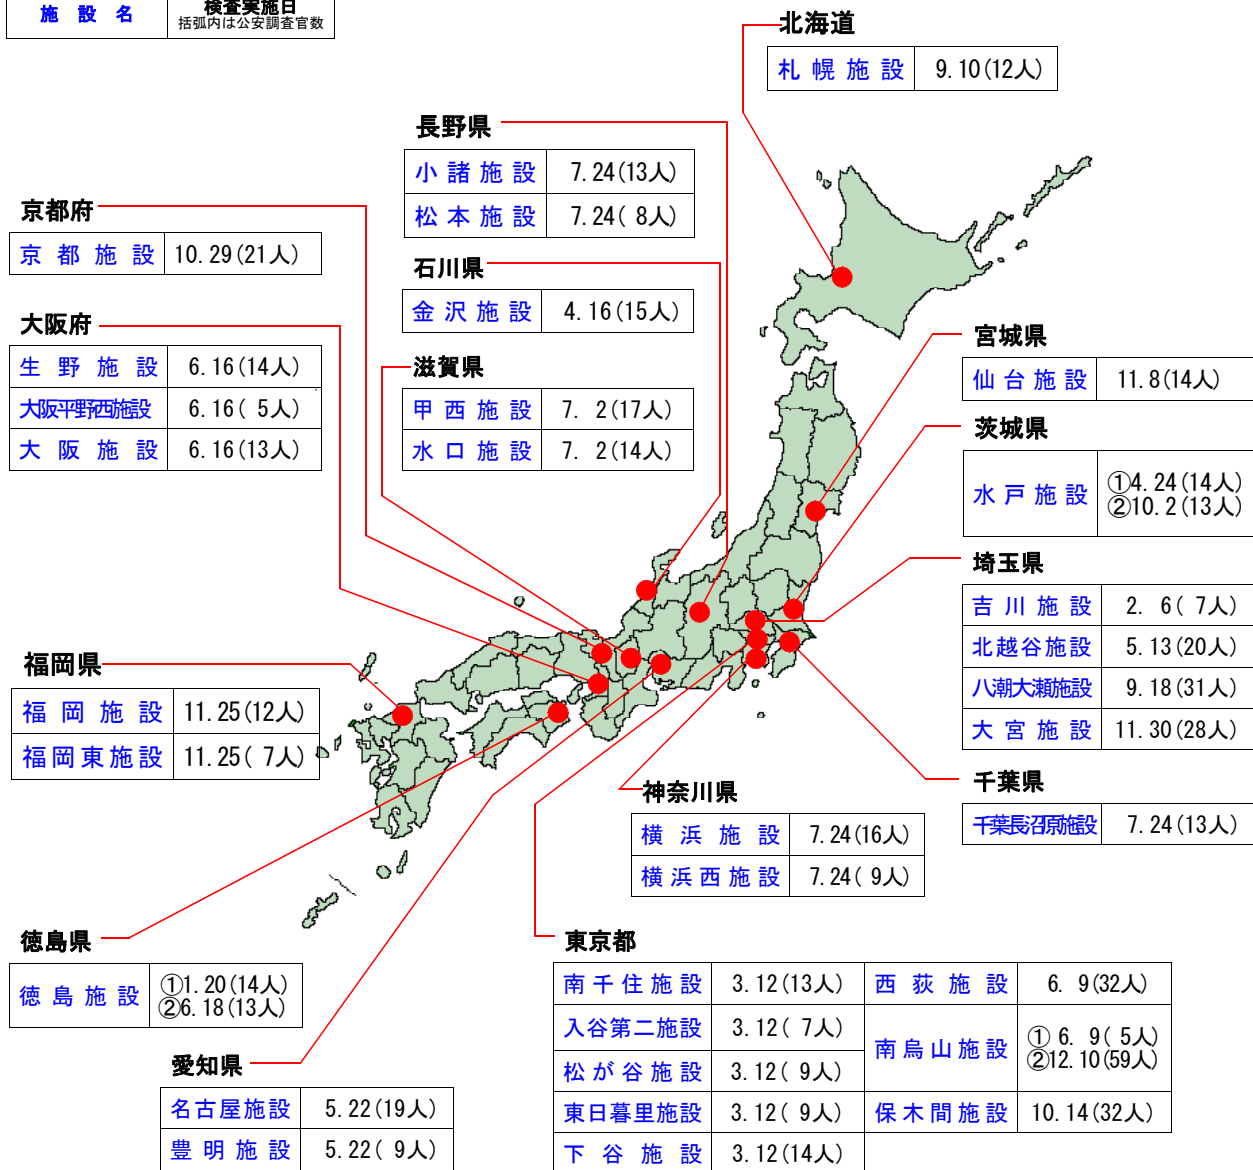 施設名 検査実施日
括弧内は公安調査官数
北海道
札幌施設 9.10(12人)
長野県
小諸施設 7.24(13人)
松本施設 7.24( 8人)
京都府
京都施設 10.29(21人)
石川県
金沢施設 4.16(15人)
大阪府
生野施設 6.16(14人)
大阪平野西施設 6.16( 5人)
大阪施設 6.16(13人)
滋賀県
甲西施設 7. 2(17人)
水口施設 7. 2(14人)
宮城県
仙台施設 11.8(14人)
茨城県
水戸施設 ①4.24(14人)
②10.2(13人)
埼玉県
吉川施設 2. 6( 7人)
北越谷施設 5.13(20人)
八潮大瀬施設 9.18(31人)
大宮施設 11.30(28人)
福岡県
福岡施設 11.25(12人)
福岡東施設 11.25( 7人)
千葉県
千葉長沼原施設 7.24(13人)
神奈川県
横浜施設 7.24(16人)
横浜西施設 7.24( 9人)
徳島県
徳島施設 ①1.20(14人)
②6.18(13人)
愛知県
名古屋施設 5.22(19人)
豊明施設 5.22( 9人)
東京都
南千住施設 3.12(13人) 西荻施設 6. 9(32人)
入谷第二施設 3.12( 7人) 南烏山施設 ① 6. 9( 5人)
②12.10(59人)
松が谷施設 3.12( 9人)
東日暮里施設 3.12( 9人) 保木間施設 10.14(32人)
下谷施設 3.12(14人)